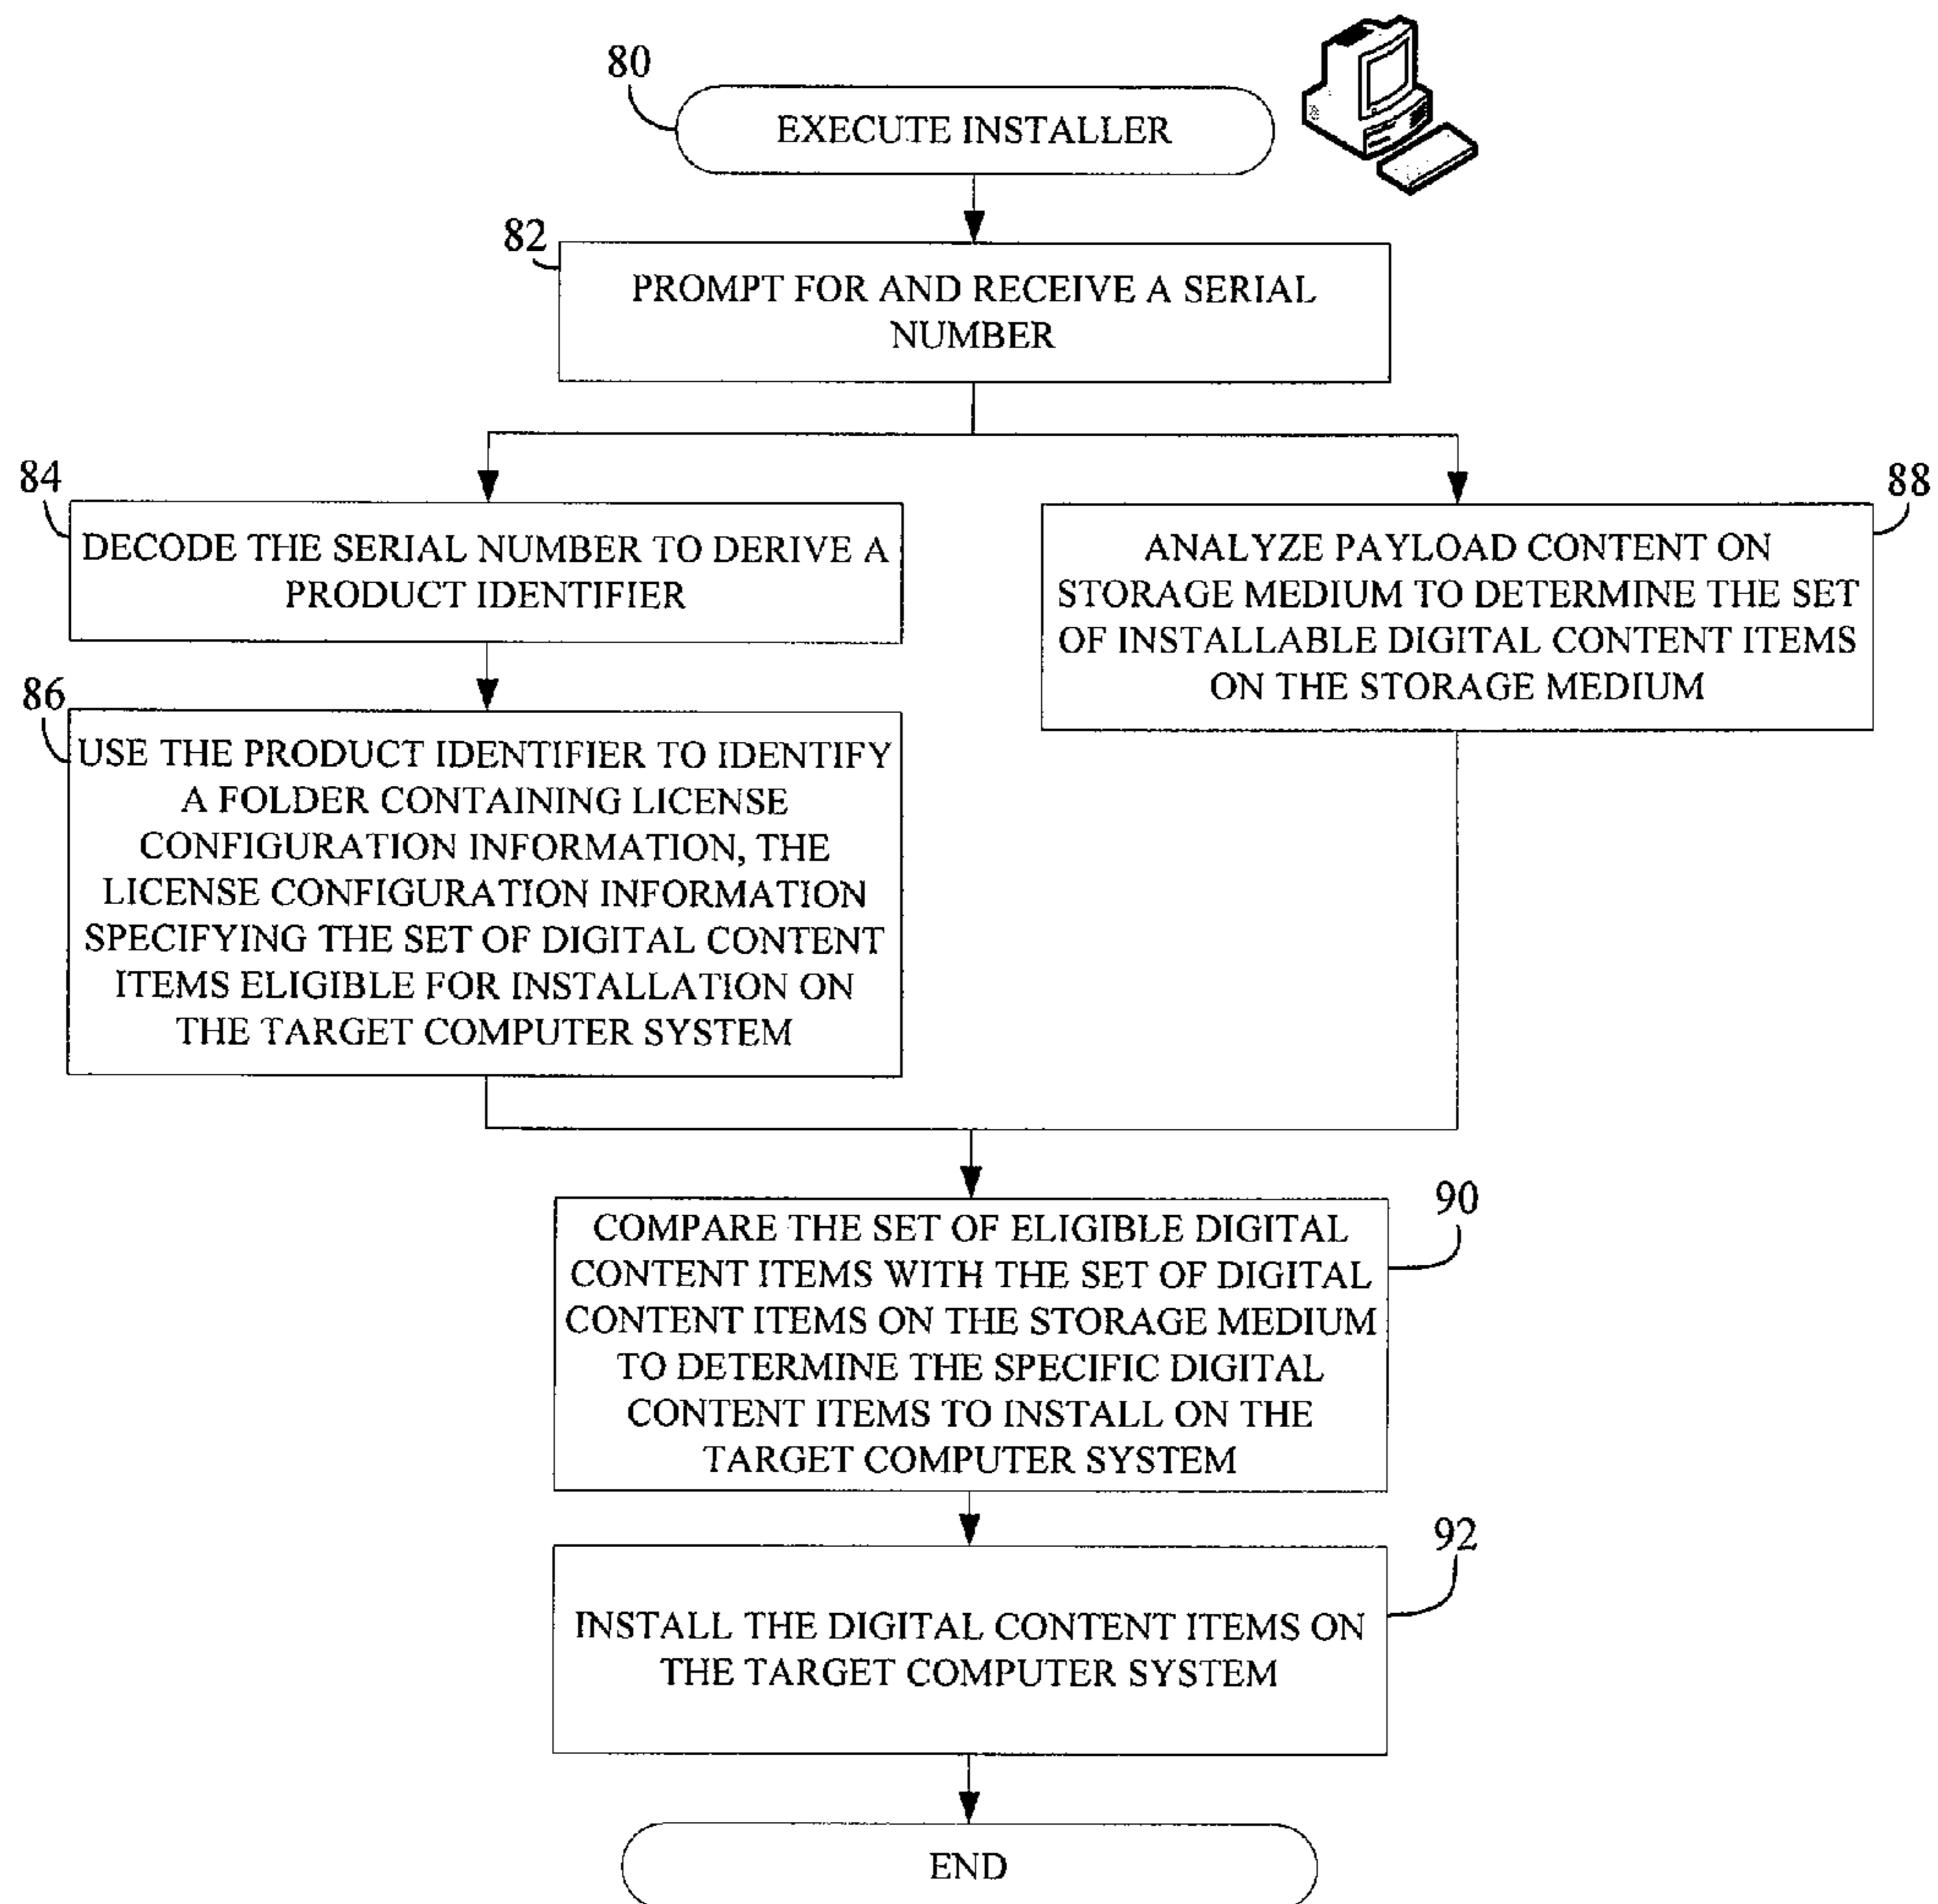 80
EXECUTE INSTALLER
82
PROMPT FOR AND RECEIVE A SERIAL
NUMBER
84
DECODE THE SERIAL NUMBER TO DERIVE A
PRODUCT IDENTIFIER
88
ANALYZE PAYLOAD CONTENT ON
STORAGE MEDIUM TO DETERMINE THE SET
OF INSTALLABLE DIGITAL CONTENT ITEMS
ON THE STORAGE MEDIUM
86
USE THE PRODUCT IDENTIFIER TO IDENTIFY
A FOLDER CONTAINING LICENSE
CONFIGURATION INFORMATION, THE
LICENSE CONFIGURATION INFORMATION
SPECIFYING THE SET OF DIGITAL CONTENT
ITEMS ELIGIBLE FOR INSTALLATION ON
THE TARGET COMPUTER SYSTEM
90
COMPARE THE SET OF ELIGIBLE DIGITAL
CONTENT ITEMS WITH THE SET OF DIGITAL
CONTENT ITEMS ON THE STORAGE MEDIUM
TO DETERMINE THE SPECIFIC DIGITAL
CONTENT ITEMS TO INSTALL ON THE
TARGET COMPUTER SYSTEM
92
INSTALL THE DIGITAL CONTENT ITEMS ON
THE TARGET COMPUTER SYSTEM
END